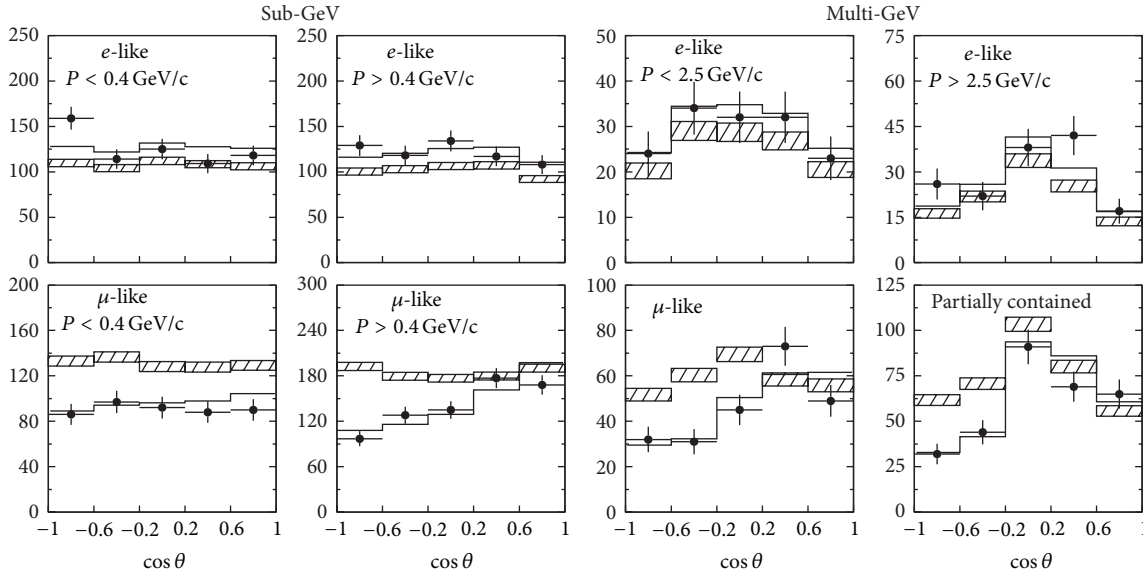 Sub-GeV
Multi-GeV
250
200
150
100
50
0
e-like
P < 0.4 GeV/c
250
200
150
100
50
0
e-like
P > 0.4 GeV/c
50
40
30
20
10
0
e-like
P < 2.5 GeV/c
75
60
45
30
15
0
e-like
P > 2.5 GeV/c
200
160
120
80
40
0
μ-like
P < 0.4 GeV/c
−1 −0.6 −0.2 0.2 0.6 1
cos θ
300
240
180
120
60
0
μ-like
P > 0.4 GeV/c
−1 −0.6 −0.2 0.2 0.6 1
cos θ
100
80
60
40
20
0
μ-like
−1 −0.6 −0.2 0.2 0.6 1
cos θ
125
100
75
50
25
0
Partially contained
−1 −0.6 −0.2 0.2 0.6 1
cos θ